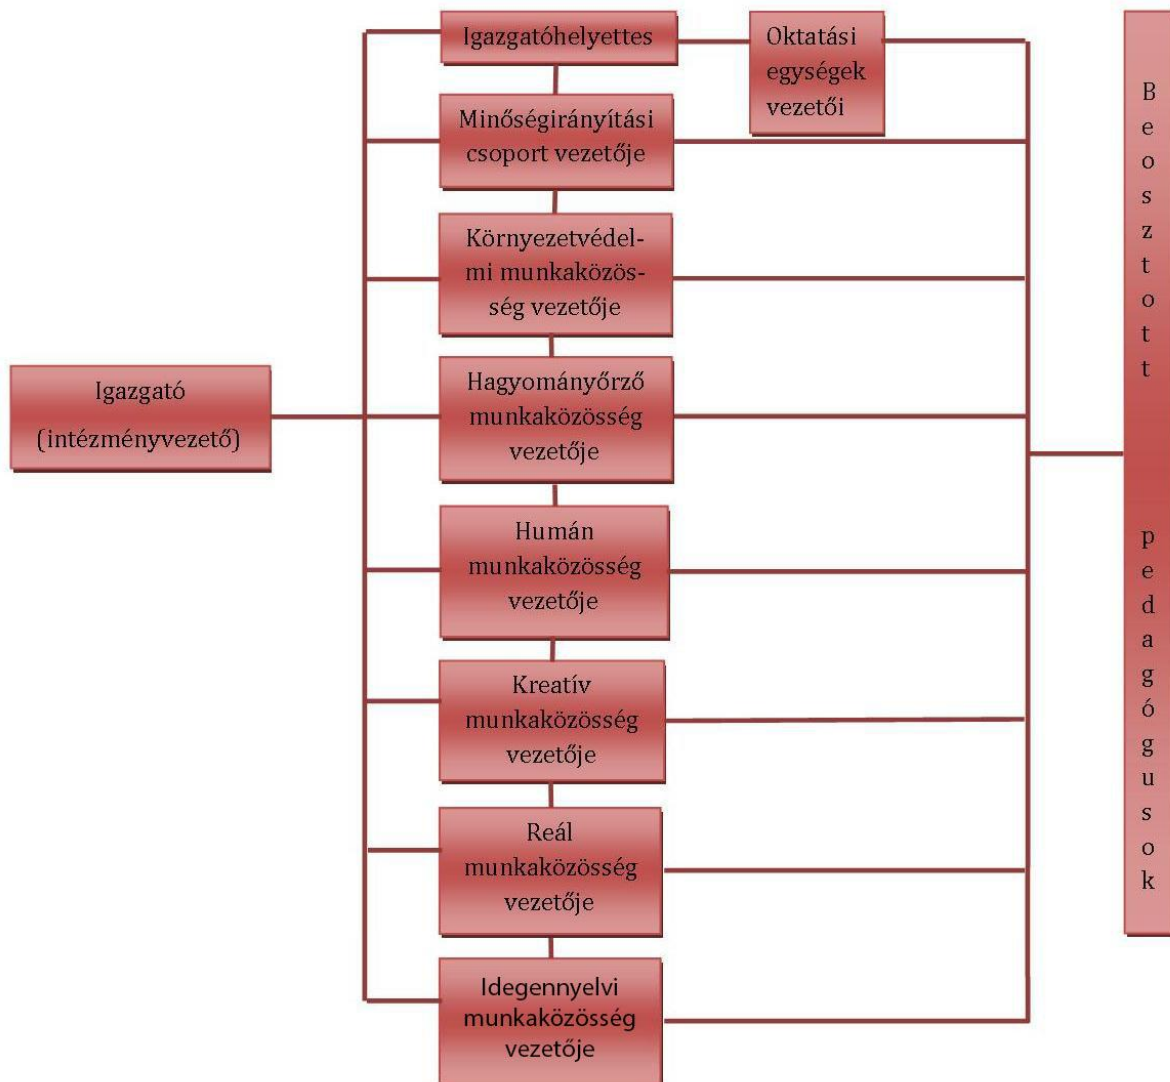 Igazgatóhelyettes
Oktatási
egységek
vezetői
Minőségirányítási
csoport vezetője
Környezetvédel-
mi munkaközös-
ség vezetője
Igazgató
(intézményvezető)
Hagyományőrző
munkaközösség
vezetője
Humán
munkaközösség
vezetője
Kreatív
munkaközösség
vezetője
Reál
munkaközösség
vezetője
Idegennyelvi
munkaközösség
vezetője
Beosztott pedagógusok